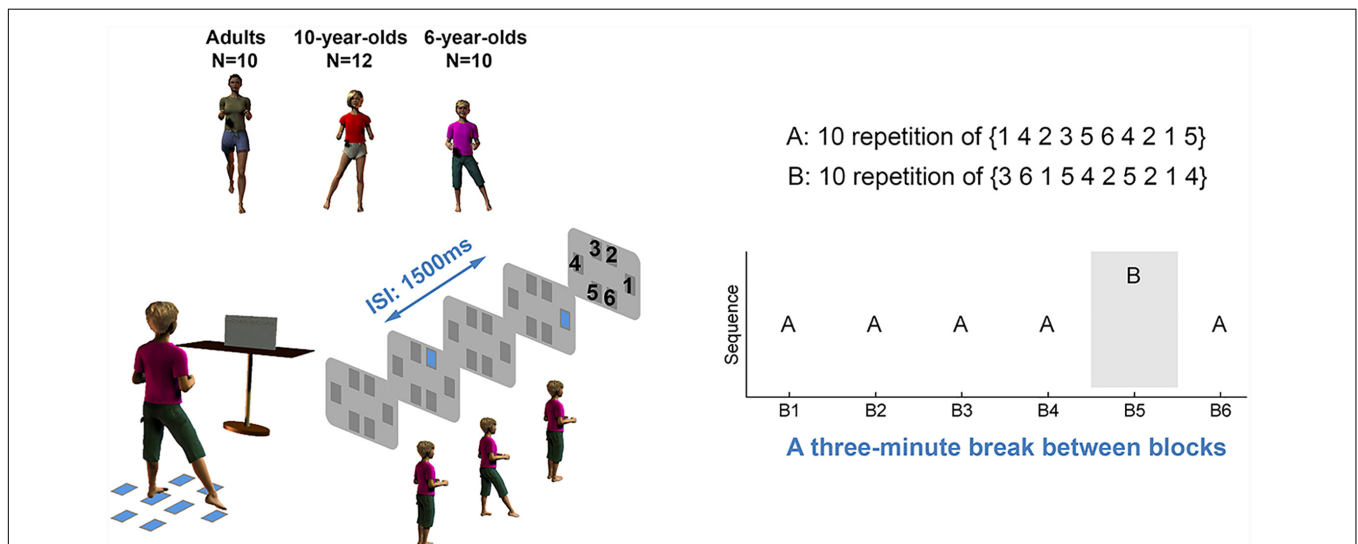 Adults
N=10
10-year-olds
N=12
6-year-olds
N=10
ISI: 1500ms
3 2
4
1
5 6
A: 10 repetition of {1 4 2 3 5 6 4 2 1 5}
B: 10 repetition of {3 6 1 5 4 2 5 2 1 4}
Sequence
B
A A A A A
B1 B2 B3 B4 B5 B6
A three-minute break between blocks